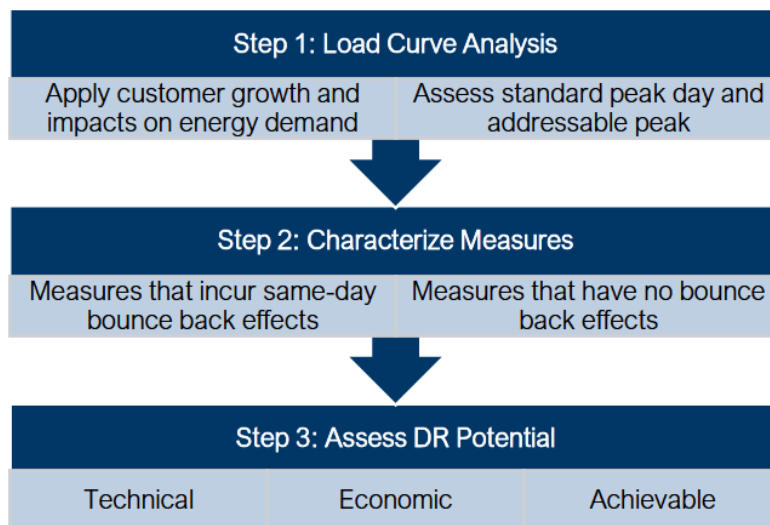 Step 1: Load Curve Analysis
Apply customer growth and
impacts on energy demand
Assess standard peak day and
addressable peak
Step 2: Characterize Measures
Measures that incur same-day
bounce back effects
Measures that have no bounce
back effects
Step 3: Assess DR Potential
Technical
Economic
Achievable